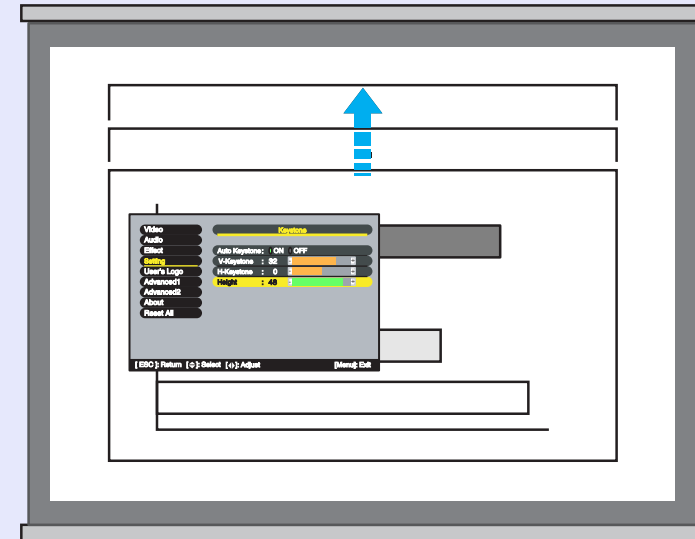 Video
Audio
Effect
Setting
User's Logo
Advanced1
Advanced2
About
Reset All
Keystone
Auto Keystone: ON OFF
V-Keystone : 32
H-Keystone : 0
Height : 48
[ESC]: Return [◇]: Select [◁▷]: Adjust [Menu]: Exit